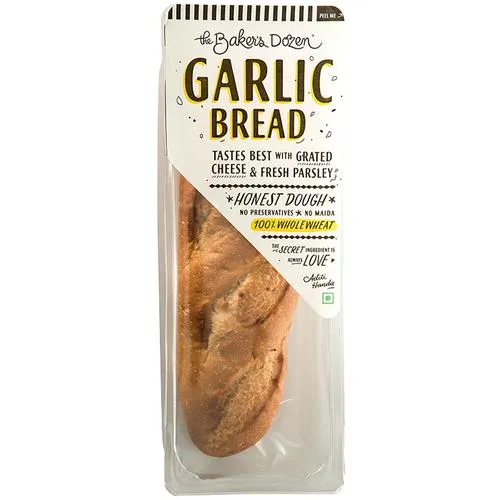 PEEL ME
the Baker's Dozen
GARLIC
BREAD
TASTES BEST WITH GRATED
CHEESE & FRESH PARSLEY
HONEST DOUGH
NO PRESERVATIVES ★ NO MAIDA
100% WHOLEWHEAT
THE SECRET INGREDIENT IS
ALWAYS LOVE
Aditi
Handa